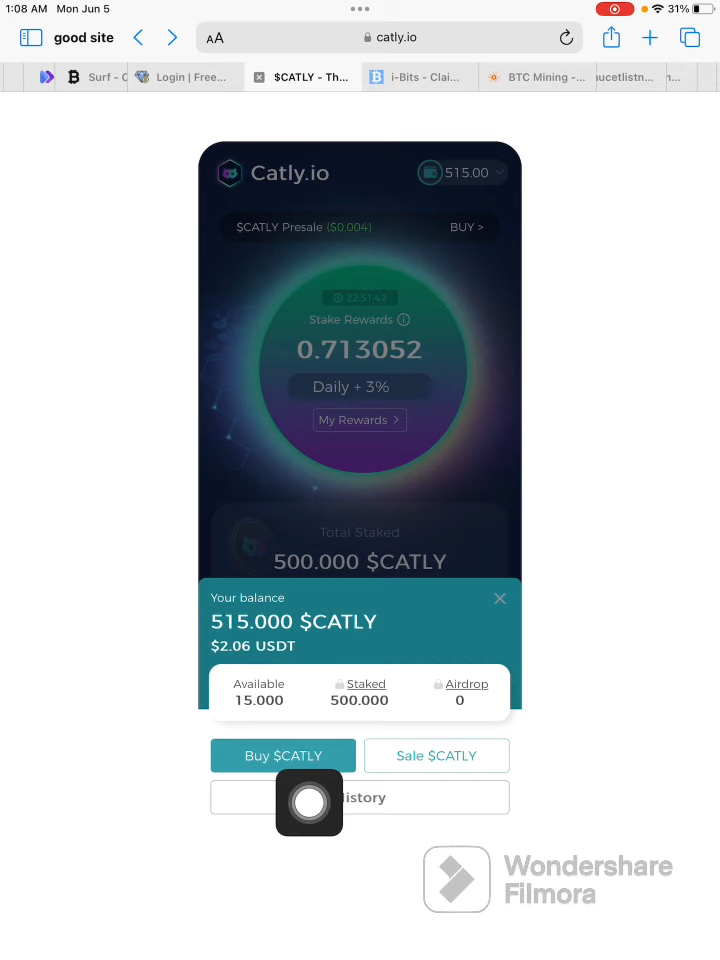 1:08 AM Mon Jun 5
31%
good site
AA
catly.io
Surf - C
Login | Free...
$CATLY - Th...
i-Bits - Clai...
BTC Mining -...
aucetlistn...
n...
Catly.io
515.00
$CATLY Presale ($0.004)
BUY >
22:51:42
Stake Rewards
0.713052
Daily + 3%
My Rewards >
Total Staked
500.000 $CATLY
Your balance
515.000 $CATLY
$2.06 USDT
Available
Staked
Airdrop
15.000
500.000
0
Buy $CATLY
Sale $CATLY
History
Wondershare
Filmora